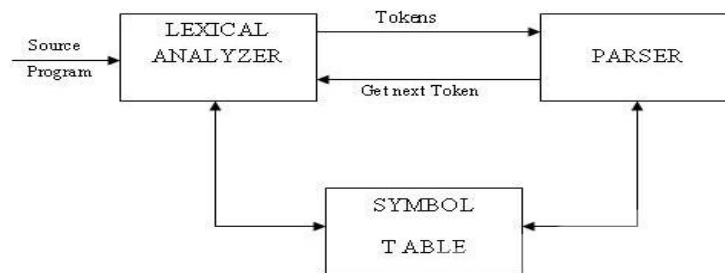 Source
Program
LEXICAL
ANALYZER
Tokens
Get next Token
PARSER
SYMBOL
TABLE